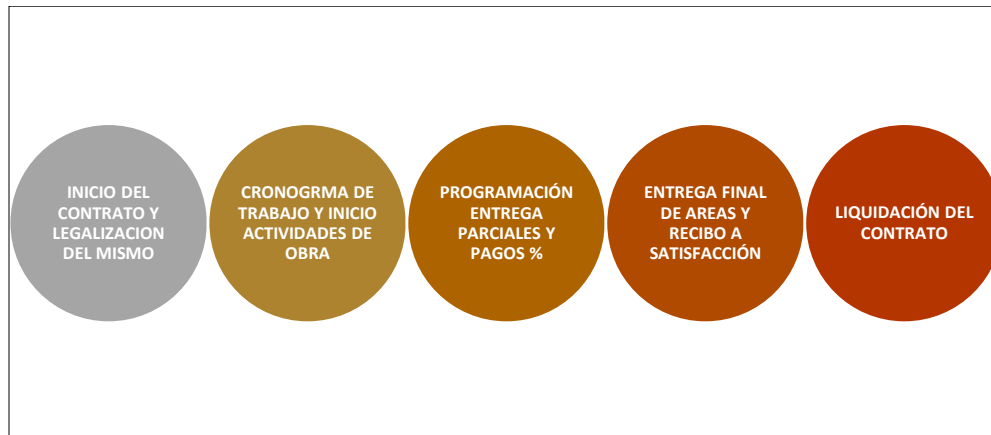 INICIO DEL
CONTRATO Y
LEGALIZACION
DEL MISMO
CRONOGRMA DE
TRABAJO Y INICIO
ACTIVIDADES DE
OBRA
PROGRAMACIÓN
ENTREGA
PARCIALES Y
PAGOS %
ENTREGA FINAL
DE AREAS Y
RECIBO A
SATISFACCIÓN
LIQUIDACIÓN DEL
CONTRATO